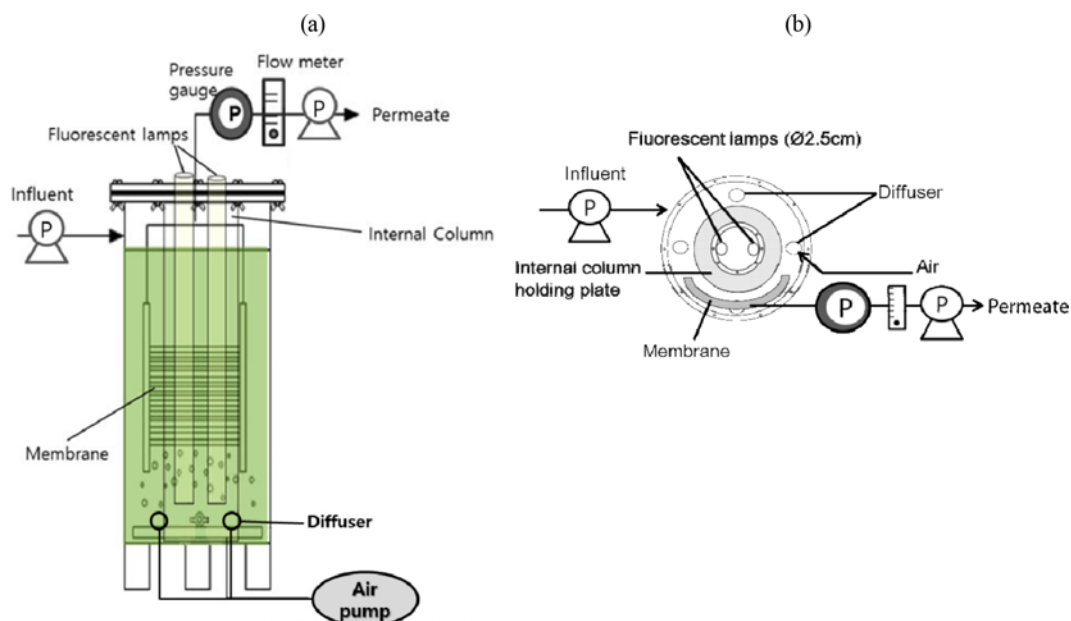 (a)
Flow meter
Pressure
gauge
P
P
Permeate
Fluorescent lamps
Influent
P
Internal Column
Membrane
Diffuser
Air
pump
(b)
Fluorescent lamps (Ø2.5cm)
Influent
P
Diffuser
Internal column
holding plate
Air
P
P
Permeate
Membrane